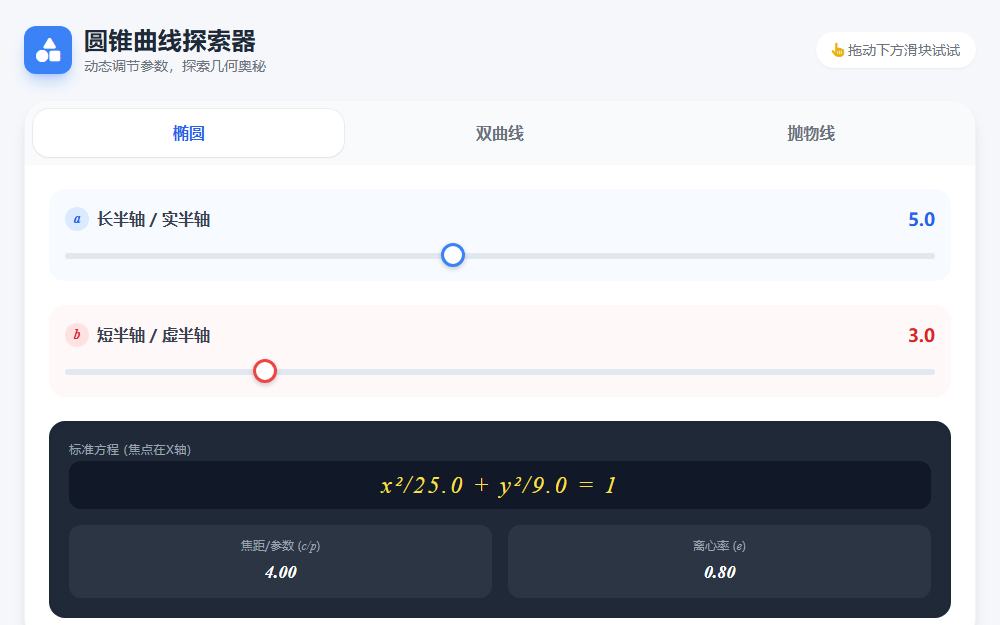 圆锥曲线探索器
动态调节参数，探索几何奥秘
👆拖动下方滑块试试
椭圆
双曲线
抛物线
a 长半轴 / 实半轴 5.0
b 短半轴 / 虚半轴 3.0
标准方程 (焦点在X轴)
x²/25.0 + y²/9.0 = 1
焦距/参数 (c/p)
4.00
离心率 (e)
0.80